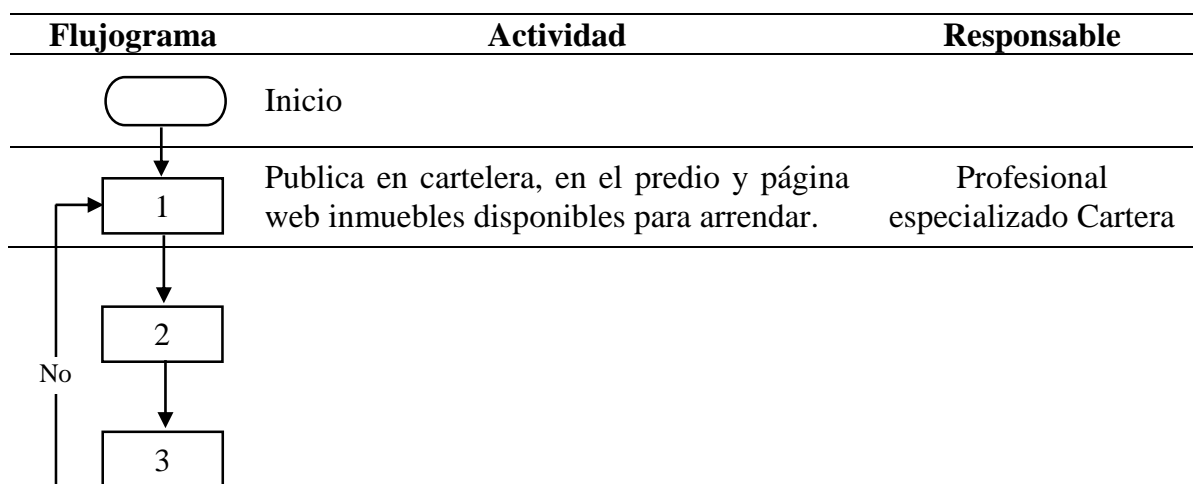 Flujograma Actividad Responsable
Inicio
1
Publica en cartelera, en el predio y página
web inmuebles disponibles para arrendar.
Profesional
especializado Cartera
2
No
3